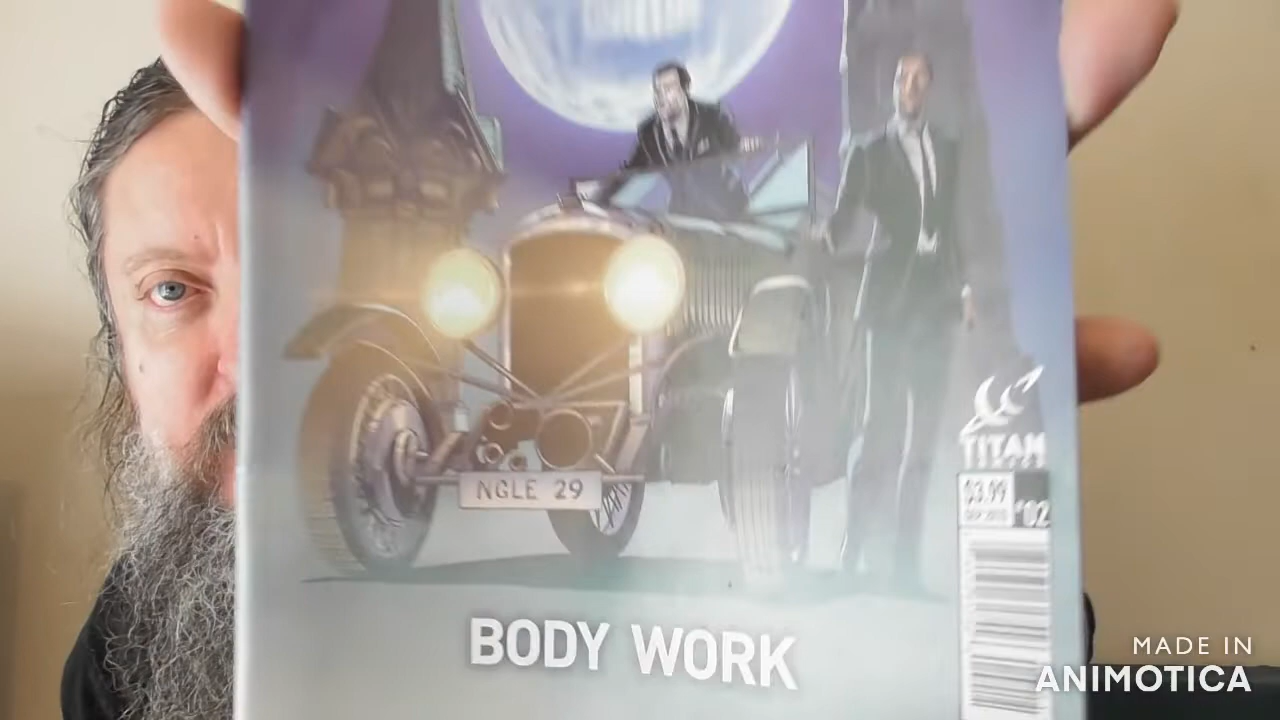 NGLE 29
TITAN
$3.99
#02
BODY WORK
MADE IN
ANIMOTICA